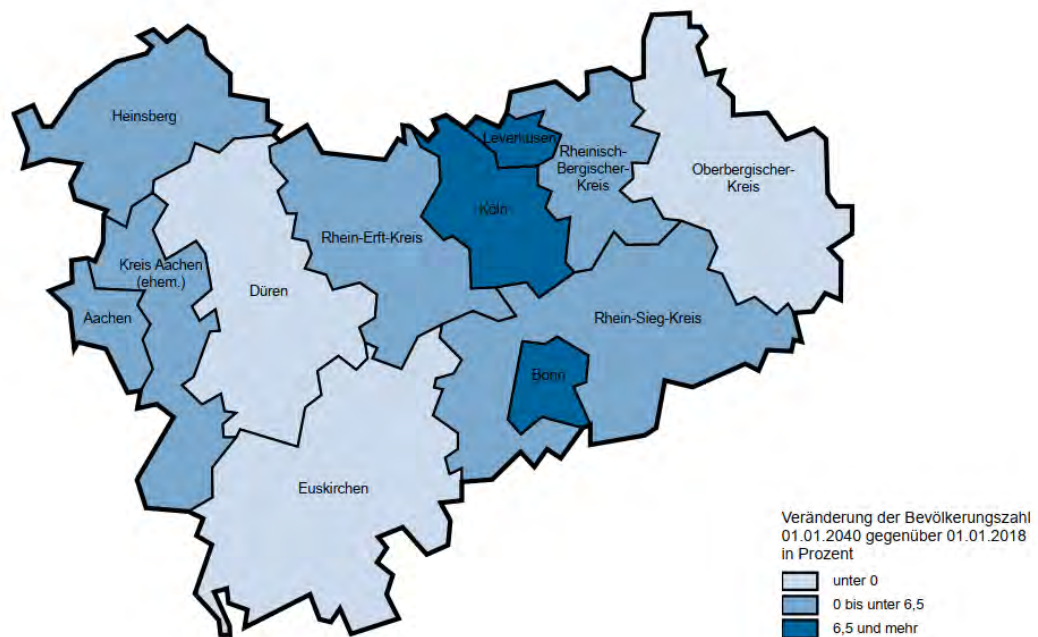 Heinsberg
Leverkusen
Rheinisch-
Bergischer-
Kreis
Oberbergischer-
Kreis
Köln
Rhein-Erft-Kreis
Kreis Aachen
(ehem.)
Düren
Aachen
Rhein-Sieg-Kreis
Bonn
Euskirchen
Veränderung der Bevölkerungszahl
01.01.2040 gegenüber 01.01.2018
in Prozent
unter 0
0 bis unter 6,5
6,5 und mehr